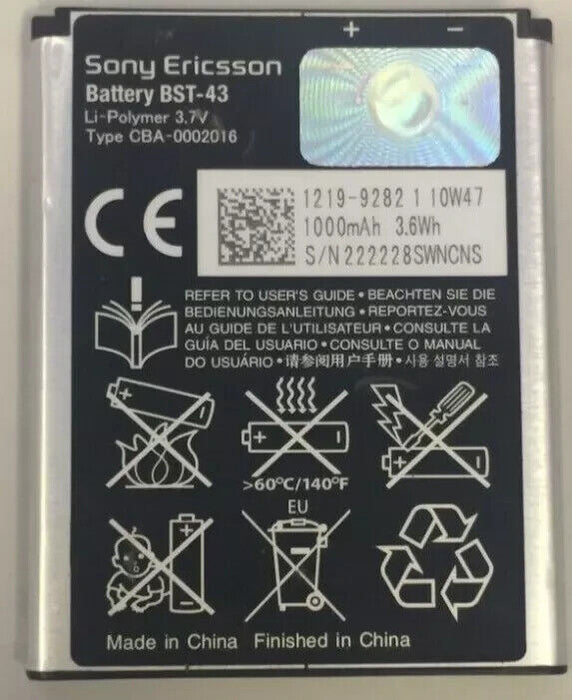 + −
Sony Ericsson
Battery BST-43
Li-Polymer 3.7V
Type CBA-0002016
CE
1219-9282 1 10W47
1000mAh 3.6Wh
S/N 222228SWNCNS
REFER TO USER'S GUIDE • BEACHTEN SIE DIE
BEDIENUNGSANLEITUNG • REPORTEZ-VOUS
AU GUIDE DE L'UTILISATEUR • CONSULTE LA
GUÍA DEL USUARIO • CONSULTE O MANUAL
DO USUÁRIO • 请参阅用户手册 • 사용 설명서 참조
>60°C/140°F
EU
Made in China Finished in China